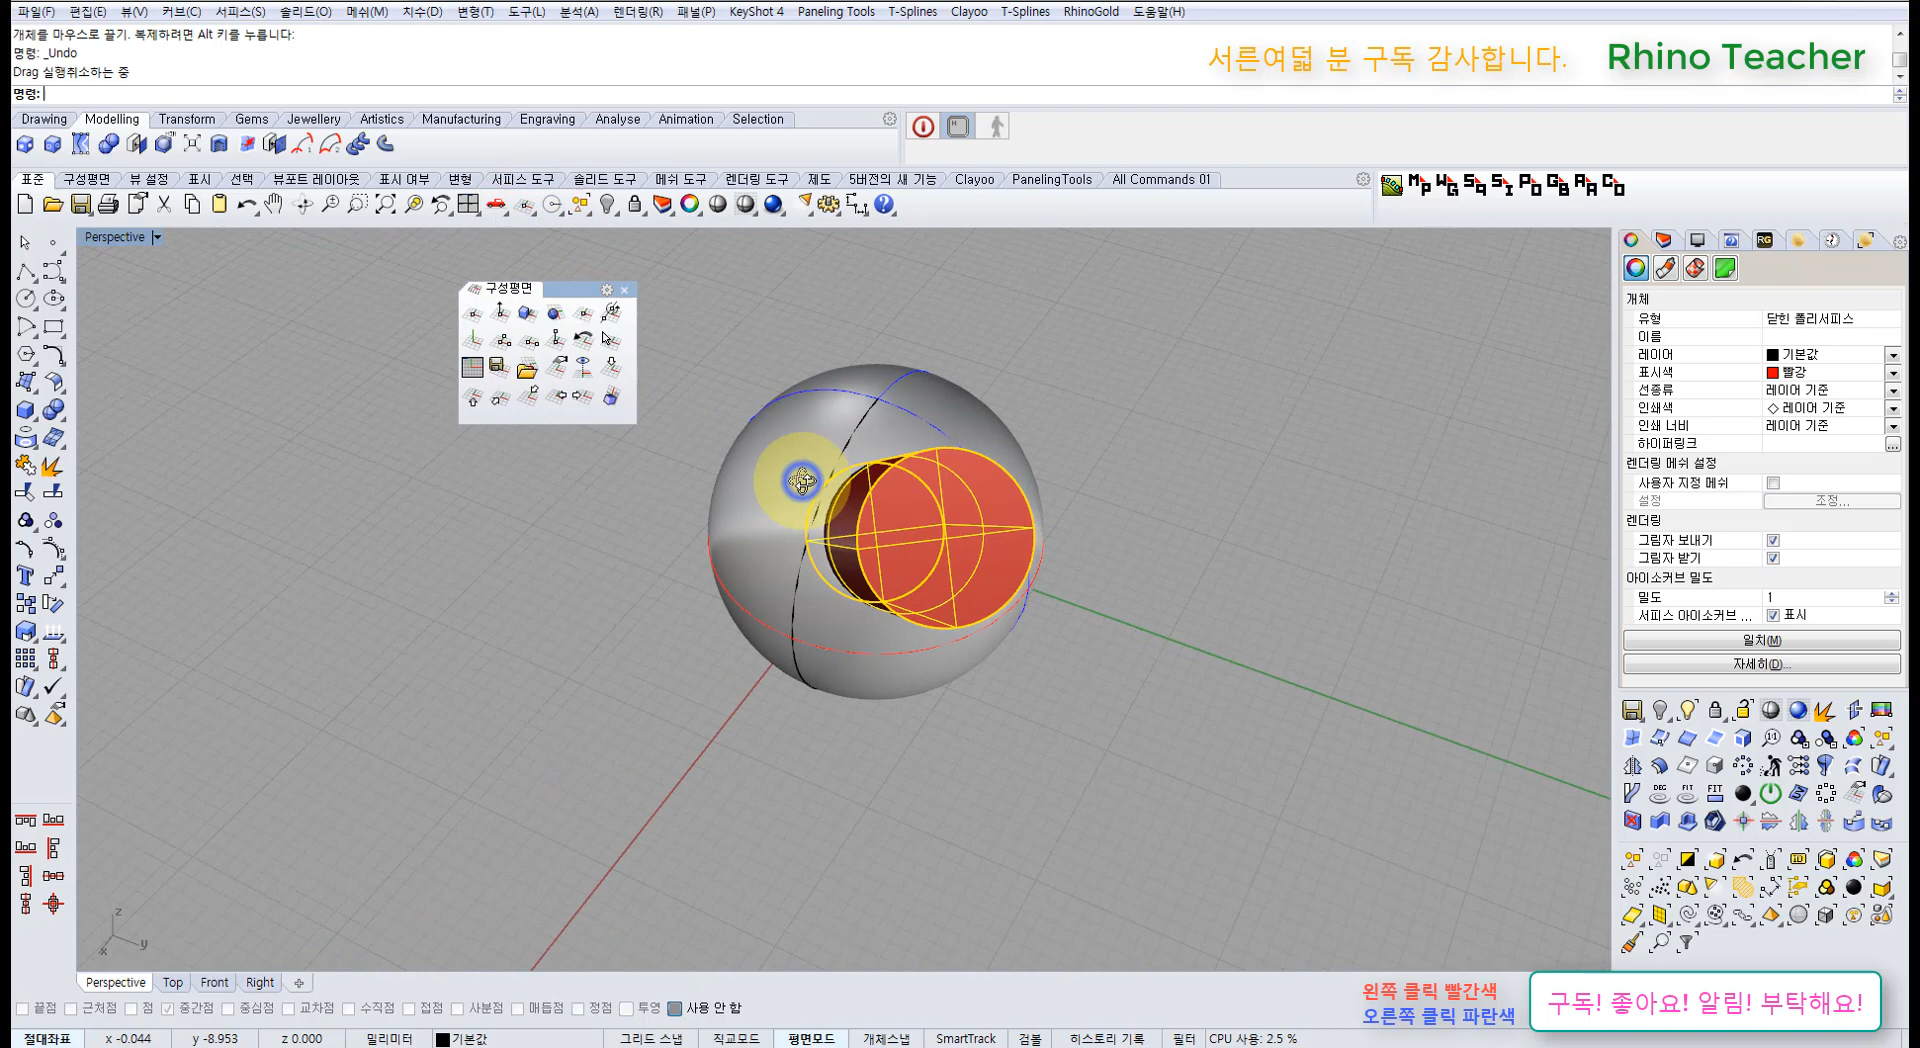 파일(F) 편집(E) 뷰(V) 커브(C) 서피스(S) 솔리드(O) 메쉬(M) 치수(D) 변형(T) 도구(L) 분석(A) 렌더링(R) 패널(P) KeyShot 4 Paneling Tools T-Splines Clayoo T-Splines RhinoGold 도움말(H)
개체를 마우스로 끌기. 복제하려면 Alt 키를 누릅니다:
명령: _Undo
Drag 실행취소하는 중
명령:
서른여덟 분 구독 감사합니다. Rhino Teacher
Drawing Modelling Transform Gems Jewellery Artistics Manufacturing Engraving Analyse Animation Selection
표준 구성평면 뷰 설정 표시 선택 뷰포트 레이아웃 표시 여부 변형 서피스 도구 솔리드 도구 메쉬 도구 렌더링 도구 제도 5버전의 새 기능 Clayoo PanelingTools All Commands 01
Perspective
구성평면
개체
유형 닫힌 폴리서피스
이름
레이어 기본값
표시색 빨강
선종류 레이어 기준
인쇄색 레이어 기준
인쇄 너비 레이어 기준
하이퍼링크 ...
렌더링 메쉬 설정
사용자 지정 메쉬
설정 조정...
렌더링
그림자 보내기
그림자 받기
아이소커브 밀도
밀도 1
서피스 아이소커브 ... 표시
일치(M)
자세히(D)...
DEG FIT FIT
z
y
x
Perspective Top Front Right
끝점 근처점 점 중간점 중심점 교차점 수직점 접점 사분점 매듭점 정점 투영 사용 안 함
왼쪽 클릭 빨간색
오른쪽 클릭 파란색
구독! 좋아요! 알림! 부탁해요!
절대좌표 x -0.044 y -8.953 z 0.000 밀리미터 기본값 그리드 스냅 직교모드 평면모드 개체스냅 SmartTrack 검볼 히스토리 기록 필터 CPU 사용: 2.5 %